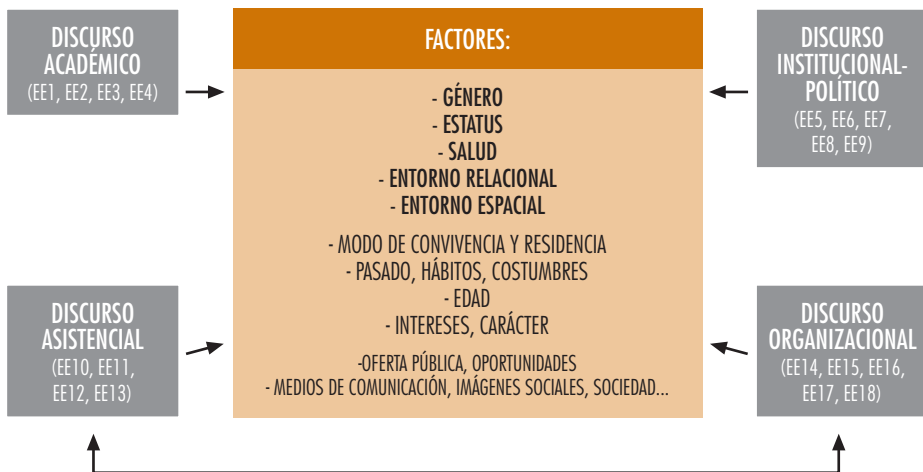 DISCURSO
ACADÉMICO
(EE1, EE2, EE3, EE4)
FACTORES:
- GÉNERO
- ESTATUS
- SALUD
- ENTORNO RELACIONAL
- ENTORNO ESPACIAL
- MODO DE CONVIVENCIA Y RESIDENCIA
- PASADO, HÁBITOS, COSTUMBRES
- EDAD
- INTERESES, CARÁCTER
-OFERTA PÚBLICA, OPORTUNIDADES
- MEDIOS DE COMUNICACIÓN, IMÁGENES SOCIALES, SOCIEDAD...
DISCURSO
INSTITUCIONAL-
POLÍTICO
(EE5, EE6, EE7,
EE8, EE9)
DISCURSO
ASISTENCIAL
(EE10, EE11,
EE12, EE13)
DISCURSO
ORGANIZACIONAL
(EE14, EE15, EE16,
EE17, EE18)